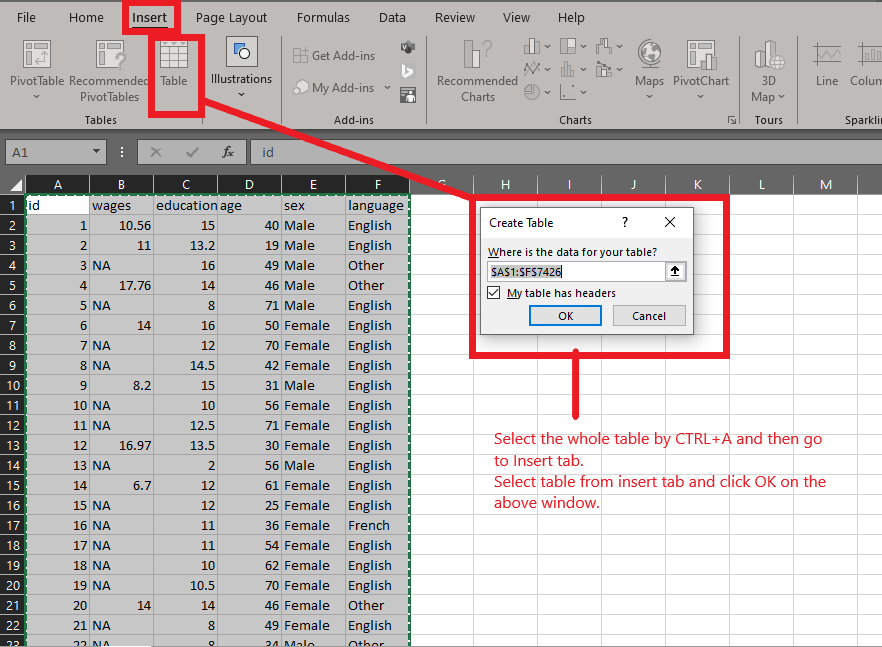 File Home Insert Page Layout Formulas Data Review View Help
PivotTable Recommended PivotTables Table Illustrations Get Add-ins My Add-ins Recommended Charts Maps PivotChart 3D Map Line
Tables Add-ins Charts Tours
A1 fx id
A B C D E F H I J K L M
1 id wages education age sex language
2 1 10.56 15 40 Male English
3 2 11 13.2 19 Male English
4 3 NA 16 49 Male Other
5 4 17.76 14 46 Male Other
6 5 NA 8 71 Male English
7 6 14 16 50 Female English
8 7 NA 12 70 Female English
9 8 NA 14.5 42 Female English
10 9 8.2 15 31 Male English
11 10 NA 10 56 Female English
12 11 NA 12.5 71 Female English
13 12 16.97 13.5 30 Female English
14 13 NA 2 56 Male English
15 14 6.7 12 61 Female English
16 15 NA 12 25 Female English
17 16 NA 11 36 Female French
18 17 NA 11 54 Female English
19 18 NA 10 62 Female English
20 19 NA 10.5 70 Female English
21 20 14 14 46 Female Other
22 21 NA 8 49 Female English
23 22 NA 8 34 Male Other
Create Table ?
Where is the data for your table?
$A$1:$F$7426
My table has headers
OK Cancel
Select the whole table by CTRL+A and then go
to Insert tab.
Select table from insert tab and click OK on the
above window.